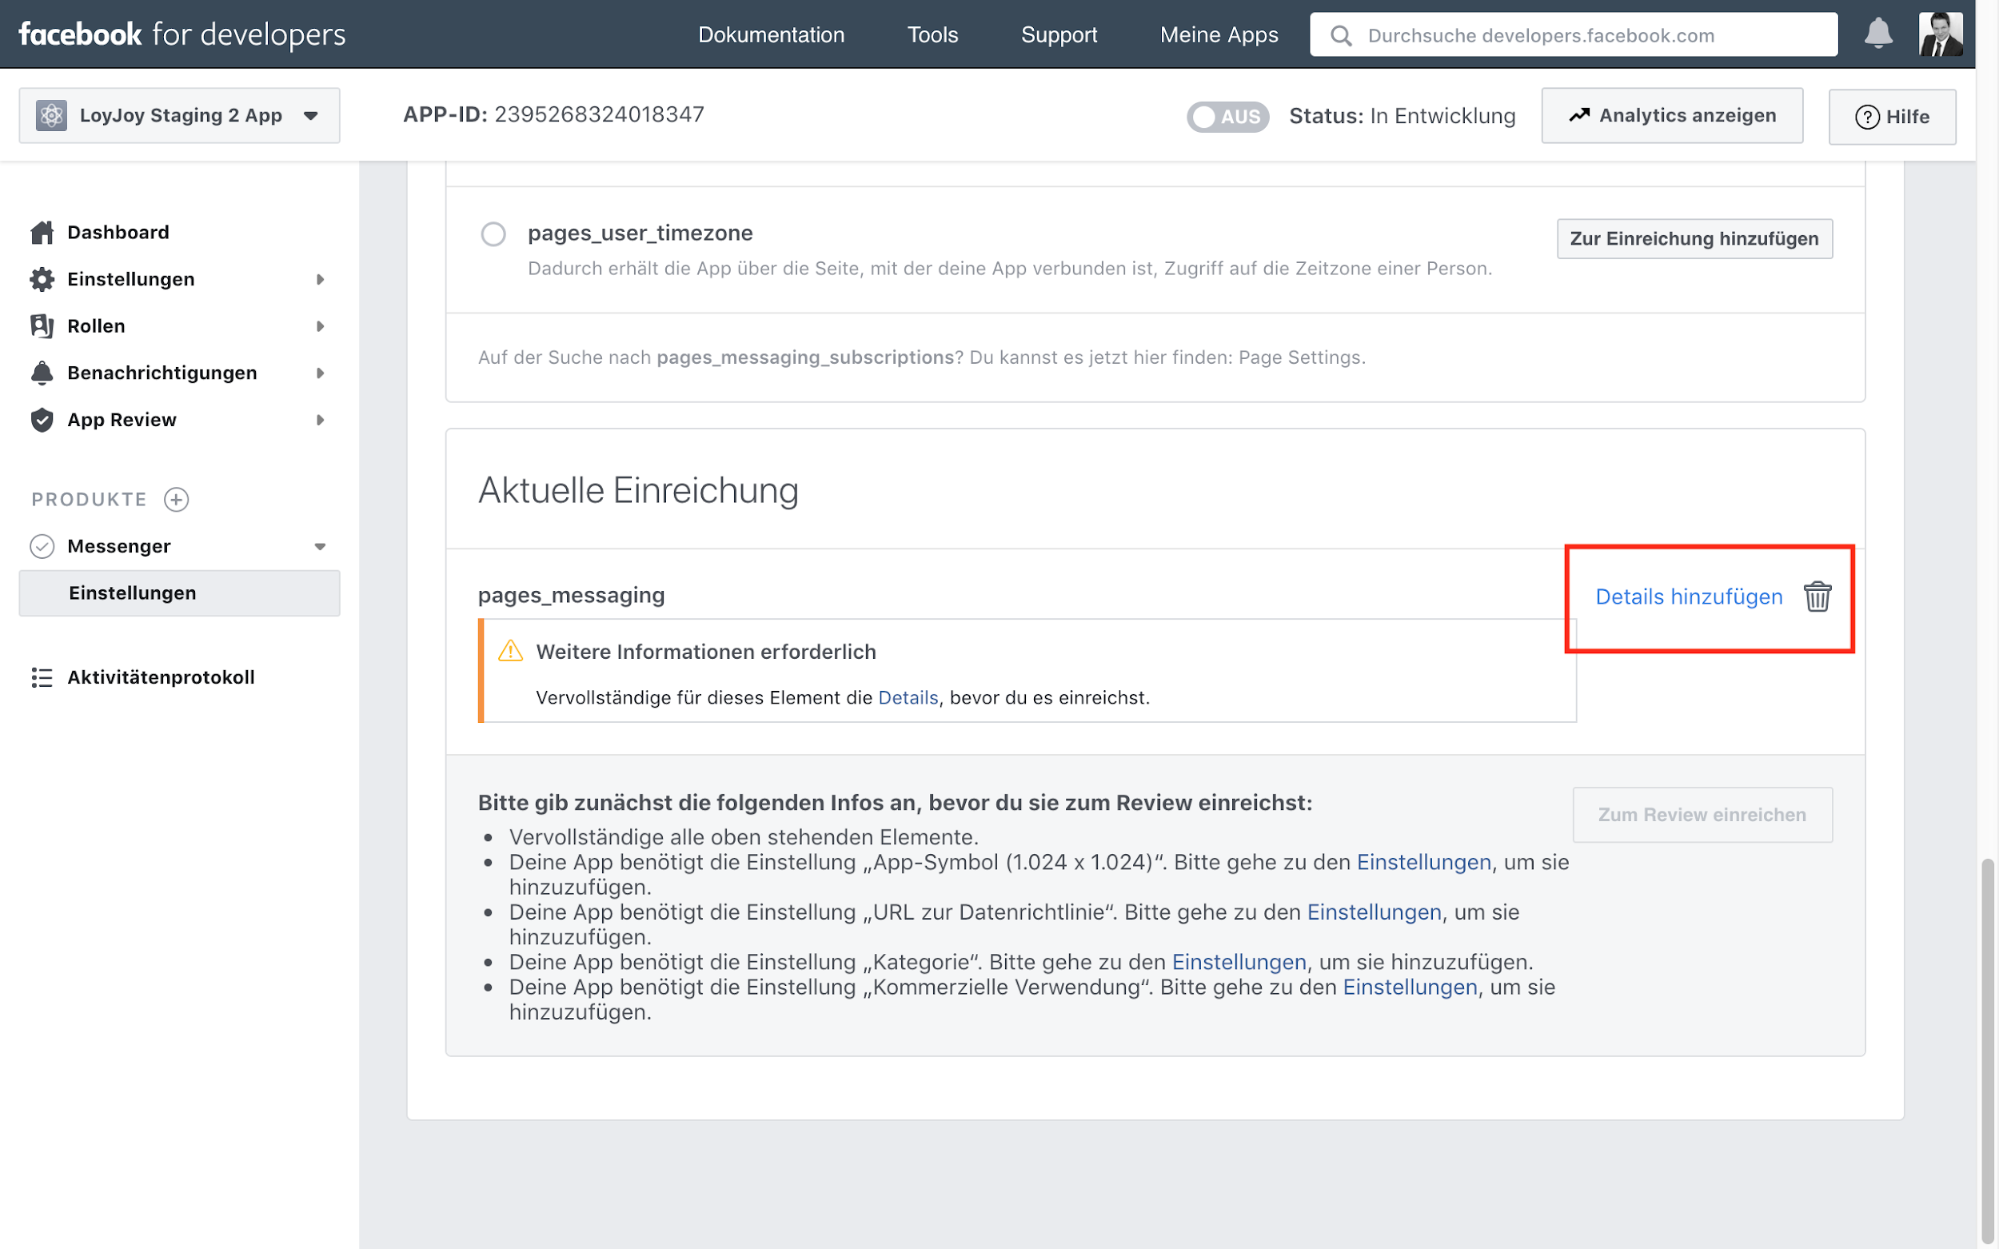 facebook for developers
Dokumentation
Tools
Support
Meine Apps
Durchsuche developers.facebook.com
LoyJoy Staging 2 App
APP-ID: 2395268324018347
AUS
Status: In Entwicklung
Analytics anzeigen
? Hilfe
Dashboard
Einstellungen
Rollen
Benachrichtigungen
App Review
PRODUKTE
Messenger
Einstellungen
Aktivitätenprotokoll
pages_user_timezone
Zur Einreichung hinzufügen
Dadurch erhält die App über die Seite, mit der deine App verbunden ist, Zugriff auf die Zeitzone einer Person.
Auf der Suche nach pages_messaging_subscriptions? Du kannst es jetzt hier finden: Page Settings.
Aktuelle Einreichung
pages_messaging
Details hinzufügen
Weitere Informationen erforderlich
Vervollständige für dieses Element die Details, bevor du es einreichst.
Bitte gib zunächst die folgenden Infos an, bevor du sie zum Review einreichst:
Zum Review einreichen
• Vervollständige alle oben stehenden Elemente.
• Deine App benötigt die Einstellung „App-Symbol (1.024 x 1.024)“. Bitte gehe zu den Einstellungen, um sie
hinzuzufügen.
• Deine App benötigt die Einstellung „URL zur Datenrichtlinie“. Bitte gehe zu den Einstellungen, um sie
hinzuzufügen.
• Deine App benötigt die Einstellung „Kategorie“. Bitte gehe zu den Einstellungen, um sie hinzuzufügen.
• Deine App benötigt die Einstellung „Kommerzielle Verwendung“. Bitte gehe zu den Einstellungen, um sie
hinzuzufügen.